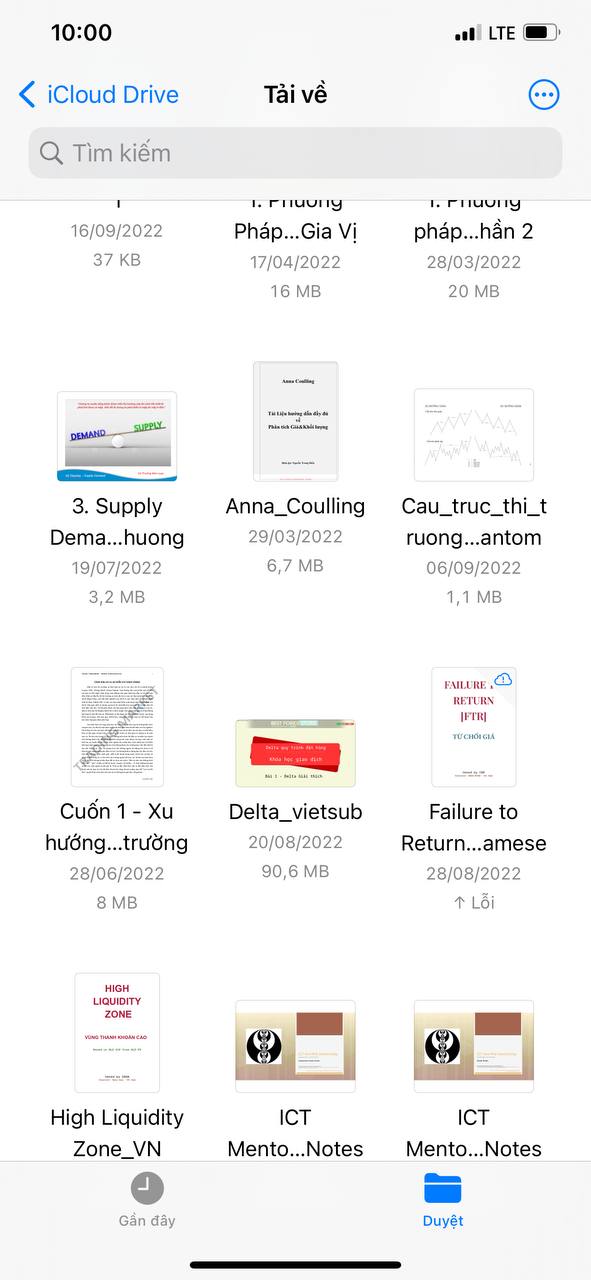 10:00
LTE
iCloud Drive
Tải về
Tìm kiếm
1. Phương
1. Phương
16/09/2022
Pháp...Gia Vị
pháp...hần 2
37 KB
17/04/2022
28/03/2022
16 MB
20 MB
DEMAND
SUPPLY
Anna Coulling
Tài Liệu hướng dẫn đầy đủ
về
Phân tích Giá&Khối lượng
3. Supply
Dema...huong
19/07/2022
3,2 MB
Anna_Coulling
29/03/2022
6,7 MB
Cau_truc_thi_t
ruong...antom
06/09/2022
1,1 MB
FAILURE
RETURN
[FTR]
TỪ CHỐI GIÁ
Delta quy trình đặt hàng
Khóa học giao dịch
Bài 1 - Delta Giải thích
Cuốn 1 - Xu
hướng...trường
28/06/2022
8 MB
Delta_vietsub
20/08/2022
90,6 MB
Failure to
Return...amese
28/08/2022
↑ Lỗi
HIGH
LIQUIDITY
ZONE
VÙNG THANH KHOẢN CAO
High Liquidity
Zone_VN
ICT
Mento...Notes
ICT
Mento...Notes
Gần đây
Duyệt